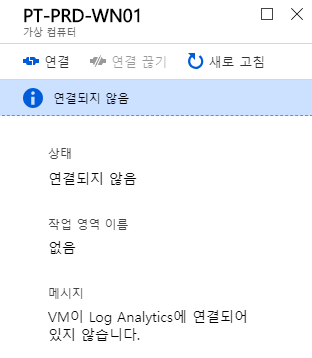 PT-PRD-WN01
가상 컴퓨터
연결 연결 끊기 새로 고침
연결되지 않음
상태
연결되지 않음
작업 영역 이름
없음
메시지
VM이 Log Analytics에 연결되어
있지 않습니다.